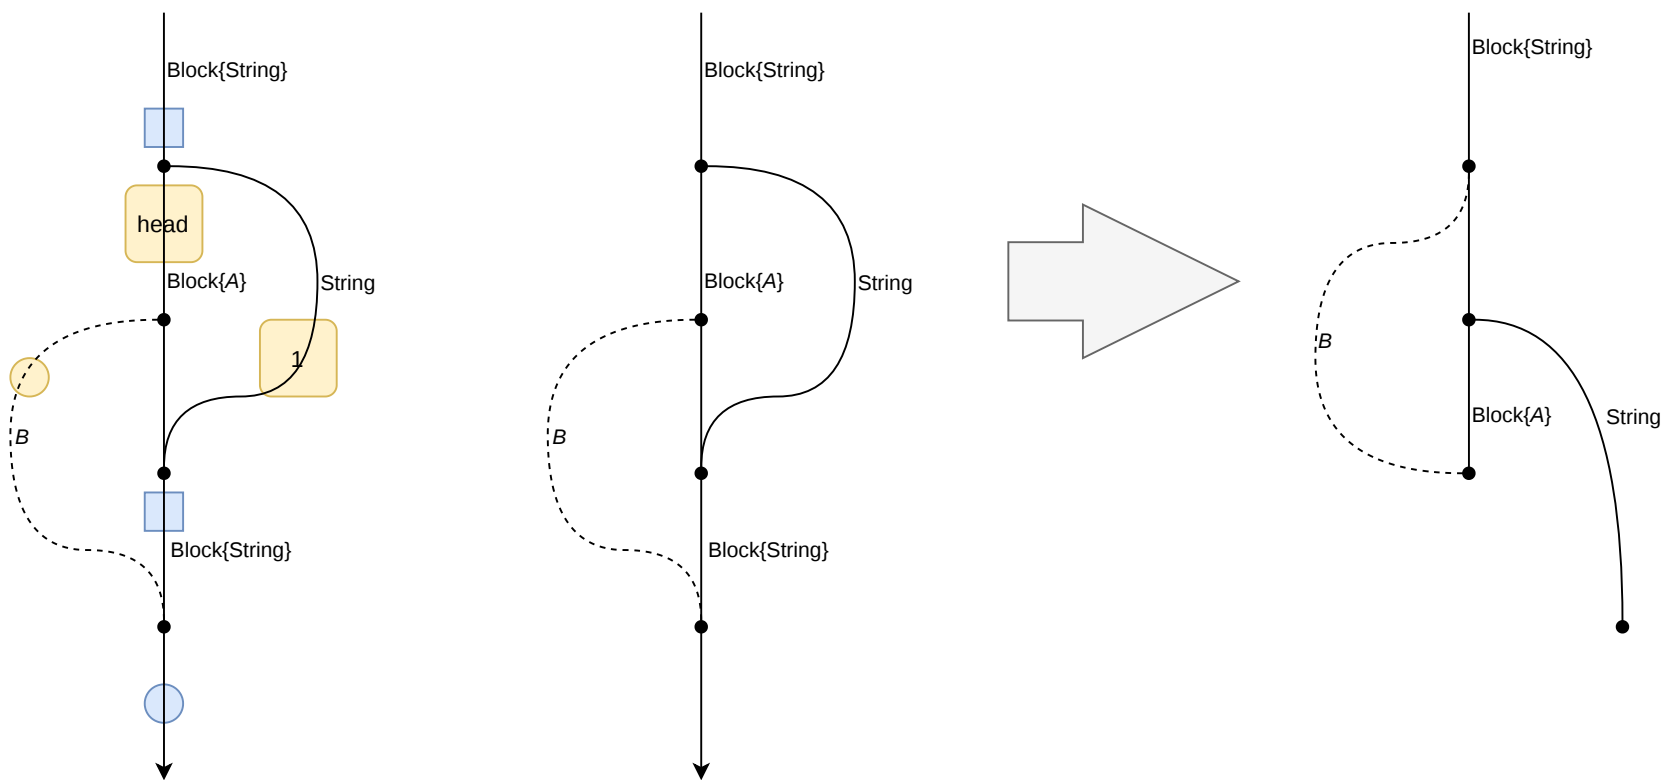 Block{String}
head
Block{A}
String
1
B
Block{String}
Block{String}
Block{A}
String
B
Block{String}
Block{String}
B
Block{A}
String